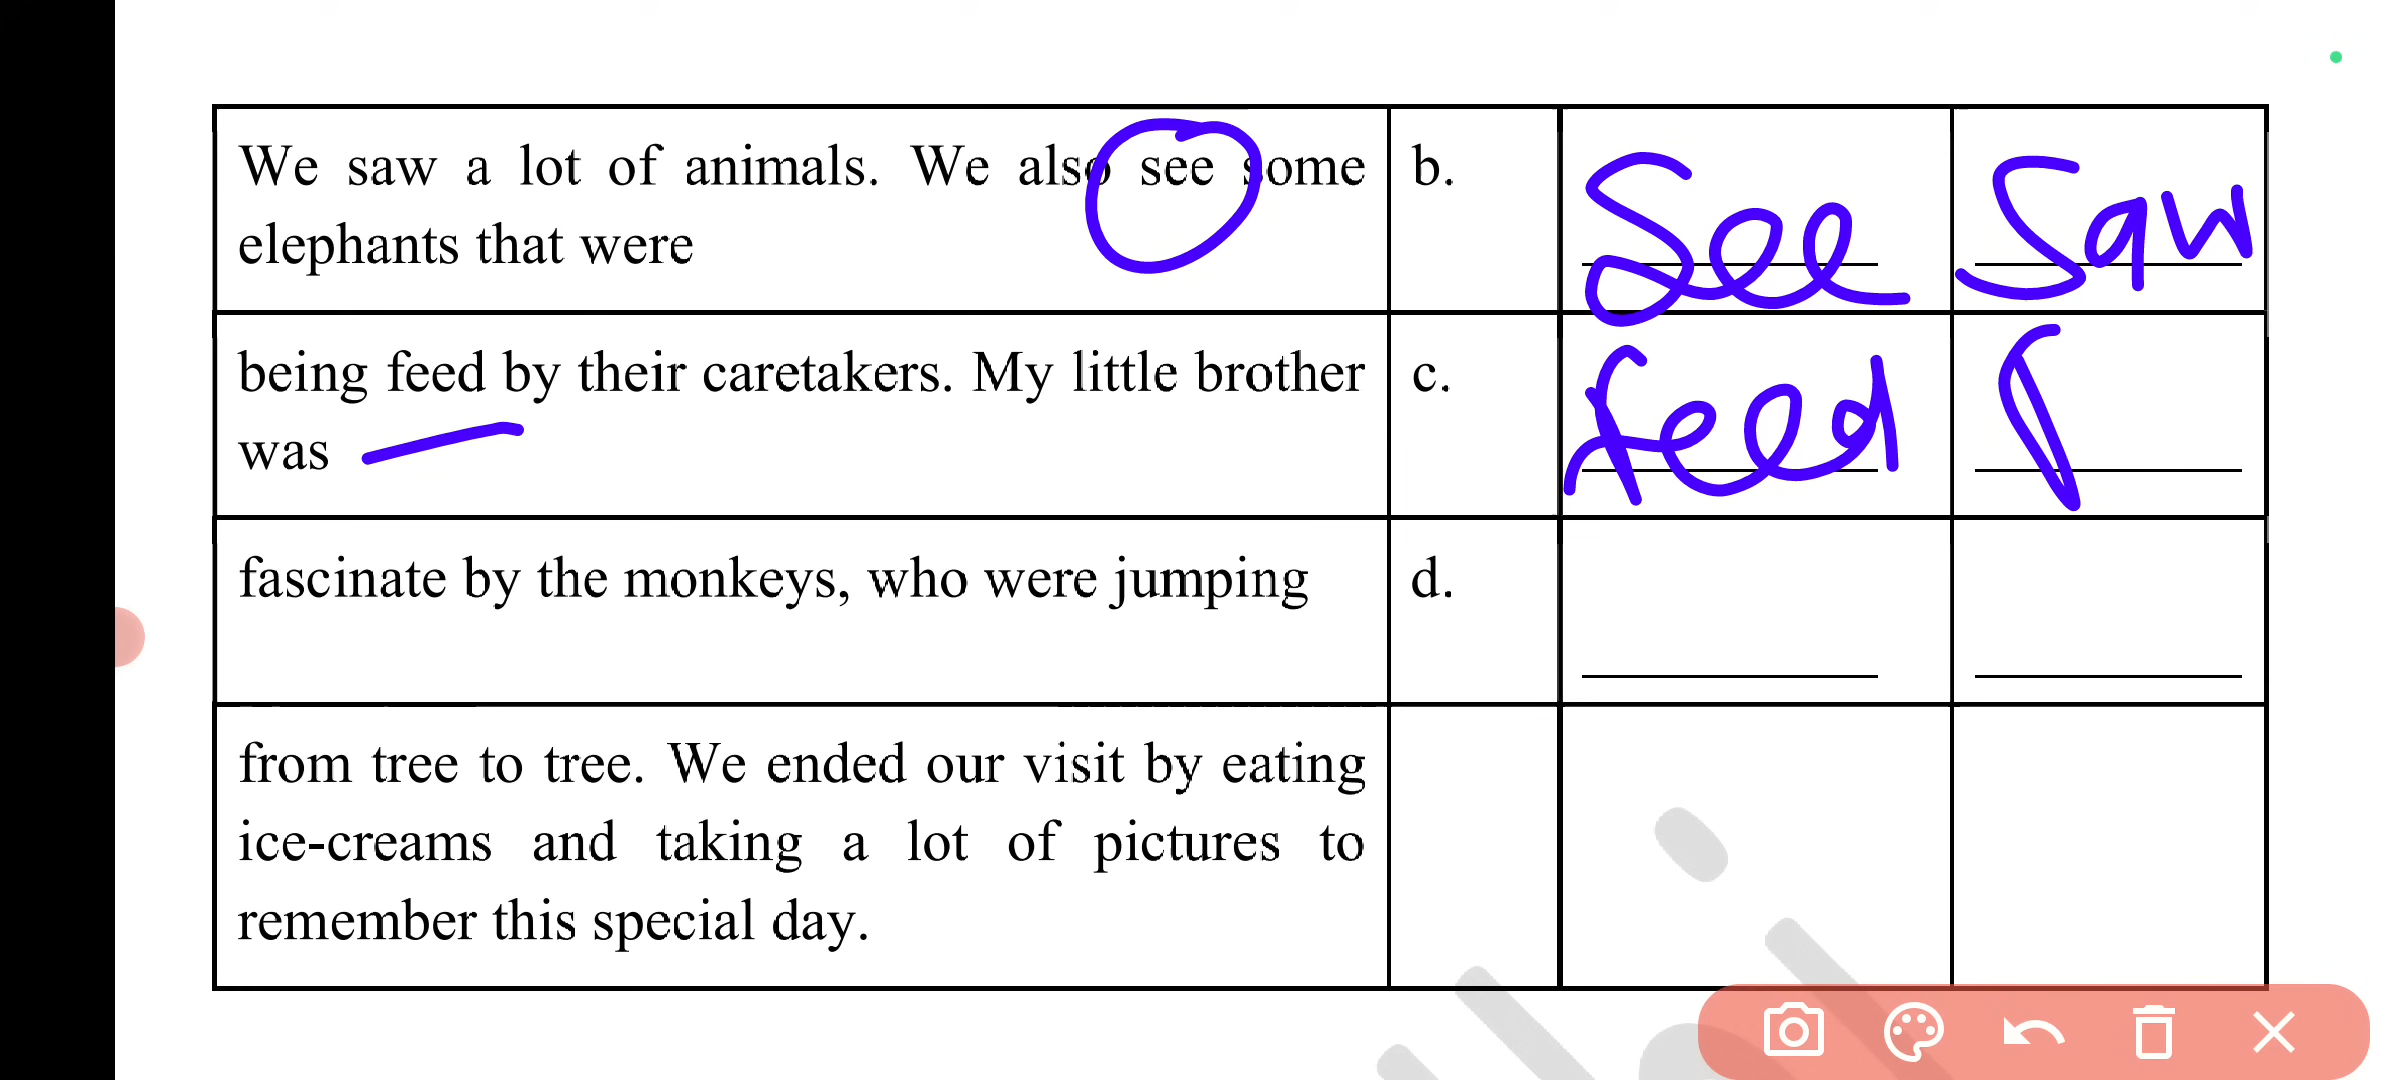 We saw a lot of animals. We also see some
elephants that were
b.
See
Saw
being feed by their caretakers. My little brother
was
c.
feed
fascinate by the monkeys, who were jumping
d.
from tree to tree. We ended our visit by eating
ice-creams and taking a lot of pictures to
remember this special day.